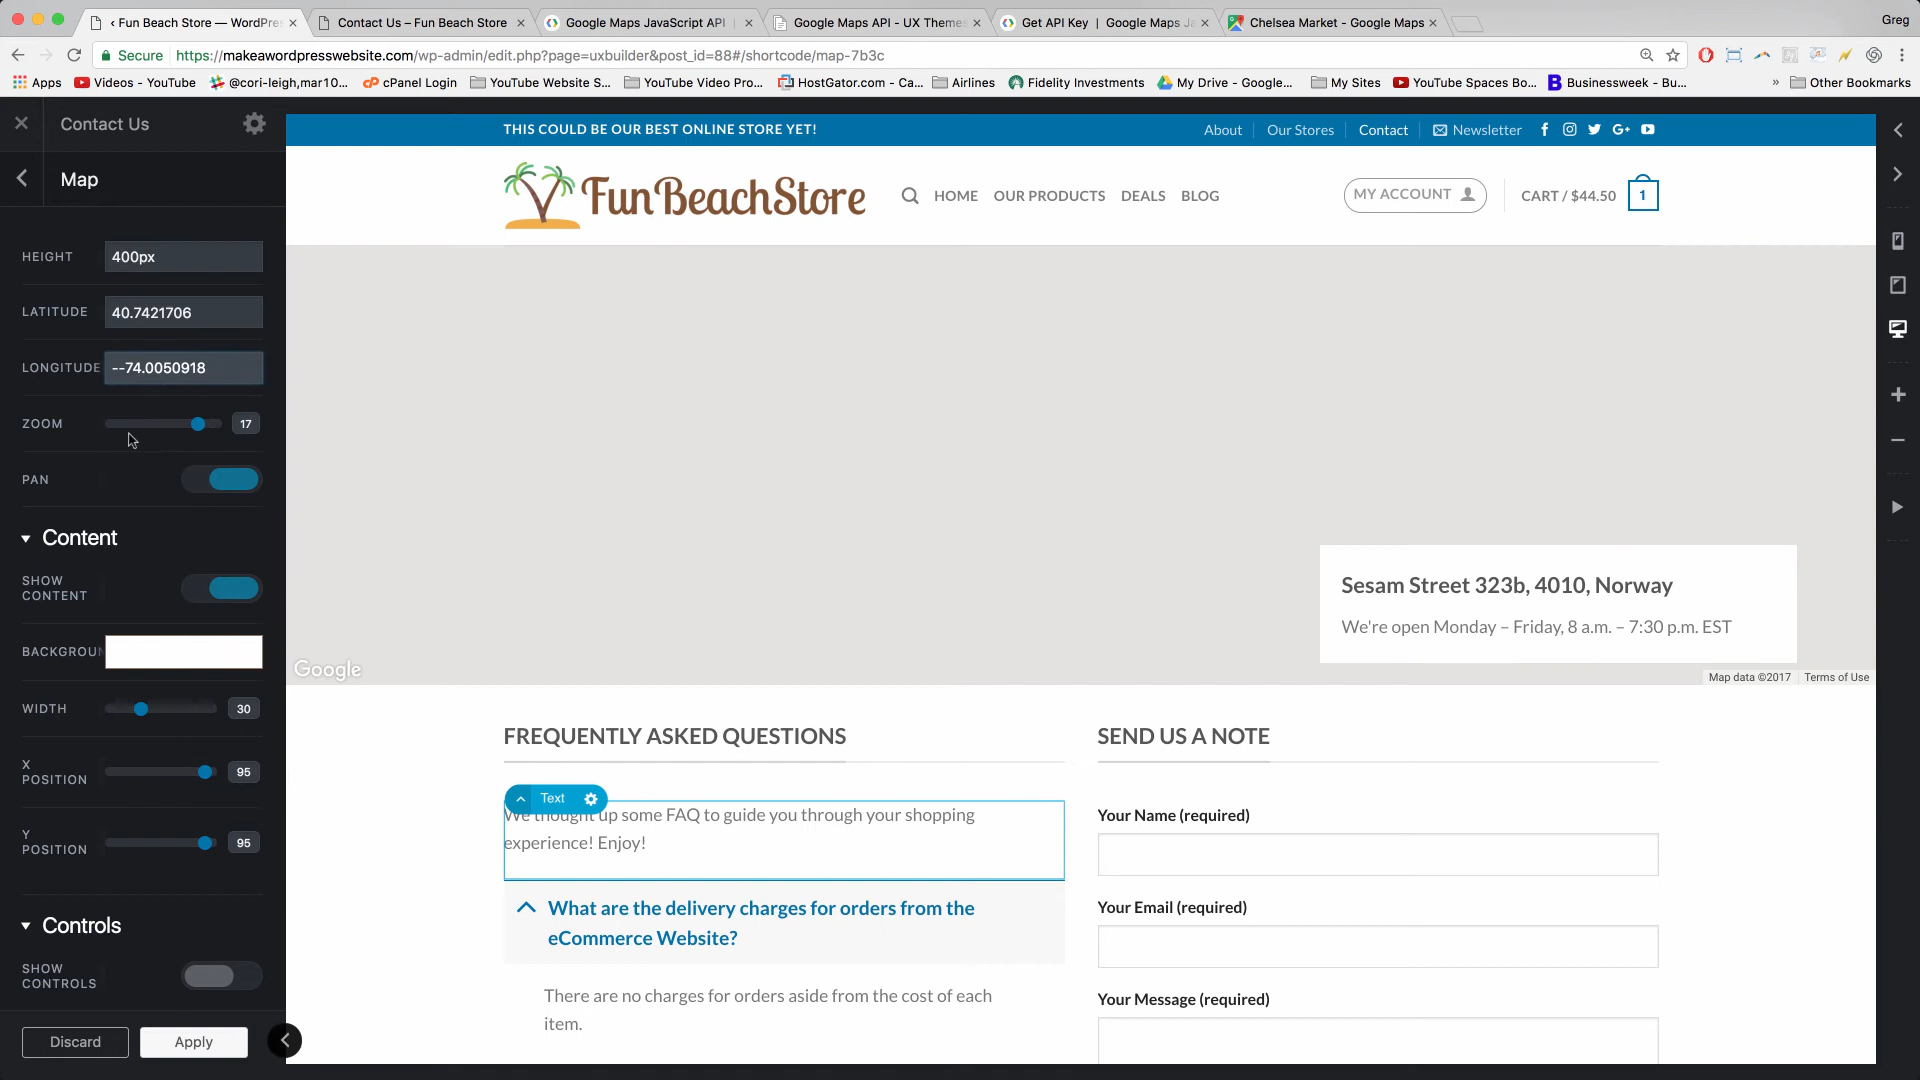 ‹ Fun Beach Store — WordPres
Contact Us – Fun Beach Store
Google Maps JavaScript API
Google Maps API - UX Themes
Get API Key | Google Maps Ja
Chelsea Market - Google Maps
Greg
Secure
https://makeawordpresswebsite.com/wp-admin/edit.php?page=uxbuilder&post_id=88#/shortcode/map-7b3c
Apps
Videos - YouTube
@cori-leigh,mar10...
cPanel Login
YouTube Website S...
YouTube Video Pro...
HostGator.com - Ca...
Airlines
Fidelity Investments
My Drive - Google...
My Sites
YouTube Spaces Bo...
Businessweek - Bu...
»
Other Bookmarks
Contact Us
Map
HEIGHT
400px
LATITUDE
40.7421706
LONGITUDE
--74.0050918
ZOOM
17
PAN
Content
SHOW
CONTENT
BACKGROUN
WIDTH
30
X
POSITION
95
Y
POSITION
95
Controls
SHOW
CONTROLS
Discard
Apply
THIS COULD BE OUR BEST ONLINE STORE YET!
About
Our Stores
Contact
Newsletter
Fun Beach Store
HOME
OUR PRODUCTS
DEALS
BLOG
MY ACCOUNT
CART / $44.50
1
Sesam Street 323b, 4010, Norway
We're open Monday – Friday, 8 a.m. – 7:30 p.m. EST
Google
Map data ©2017
Terms of Use
FREQUENTLY ASKED QUESTIONS
Text
We thought up some FAQ to guide you through your shopping
experience! Enjoy!
What are the delivery charges for orders from the
eCommerce Website?
There are no charges for orders aside from the cost of each
item.
SEND US A NOTE
Your Name (required)
Your Email (required)
Your Message (required)